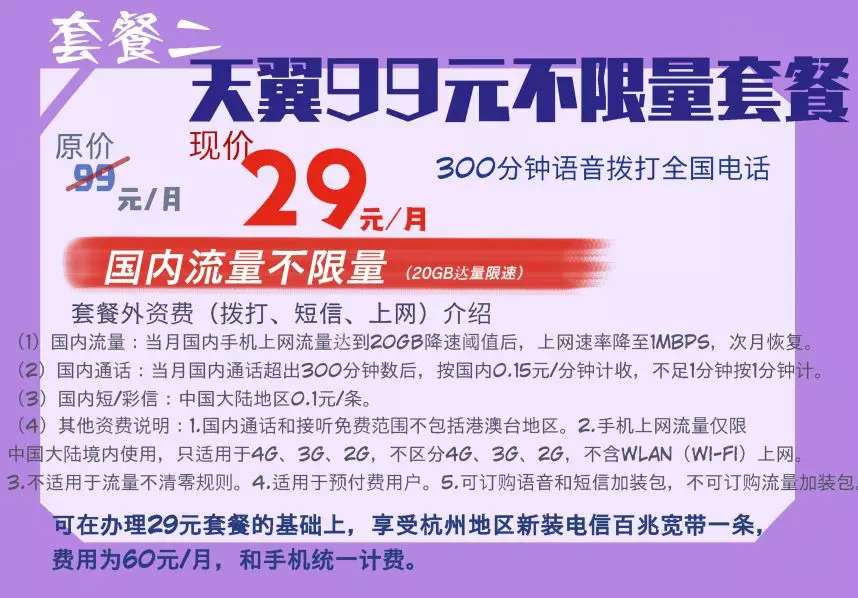 套餐二
天翼99元不限量套餐
原价
99元/月
现价
29元/月
300分钟语音拨打全国电话
国内流量不限量（20GB达量限速）
套餐外资费（拨打、短信、上网）介绍
（1）国内流量：当月国内手机上网流量达到20GB降速阈值后，上网速率降至1MBPS，次月恢复。
（2）国内通话：当月国内通话超出300分钟数后，按国内0.15元/分钟计收，不足1分钟按1分钟计。
（3）国内短/彩信：中国大陆地区0.1元/条。
（4）其他资费说明：1.国内通话和接听免费范围不包括港澳台地区。2.手机上网流量仅限
中国大陆境内使用，只适用于4G、3G、2G，不区分4G、3G、2G，不含WLAN（WI-FI）上网。
3.不适用于流量不清零规则。4.适用于预付费用户。5.可订购语音和短信加装包，不可订购流量加装包。
可在办理29元套餐的基础上，享受杭州地区新装电信百兆宽带一条，
费用为60元/月，和手机统一计费。